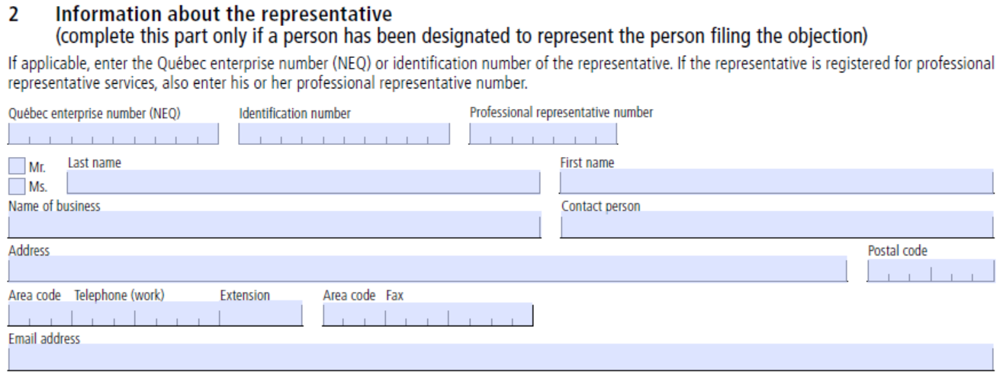 2 Information about the representative
(complete this part only if a person has been designated to represent the person filing the objection)
If applicable, enter the Québec enterprise number (NEQ) or identification number of the representative. If the representative is registered for professional
representative services, also enter his or her professional representative number.
Québec enterprise number (NEQ) Identification number Professional representative number
Mr. Last name First name
Ms.
Name of business Contact person
Address Postal code
Area code Telephone (work) Extension Area code Fax
Email address